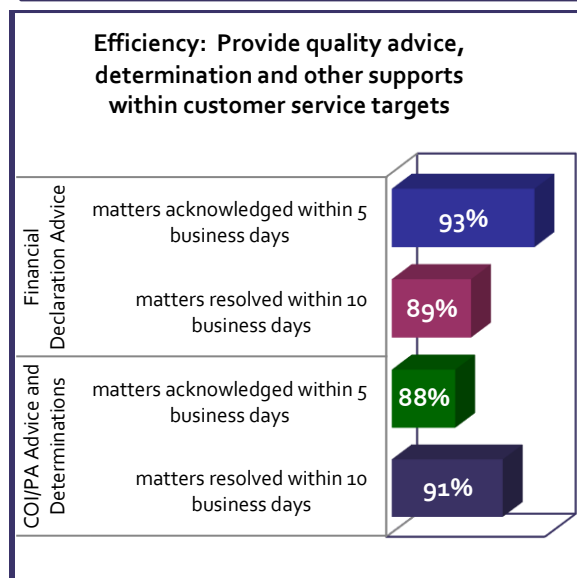 Efficiency: Provide quality advice,
determination and other supports
within customer service targets
Financial
Declaration Advice
matters acknowledged within 5
business days
93%
matters resolved within 10
business days
89%
COI/PA Advice and
Determinations
matters acknowledged within 5
business days
88%
matters resolved within 10
business days
91%